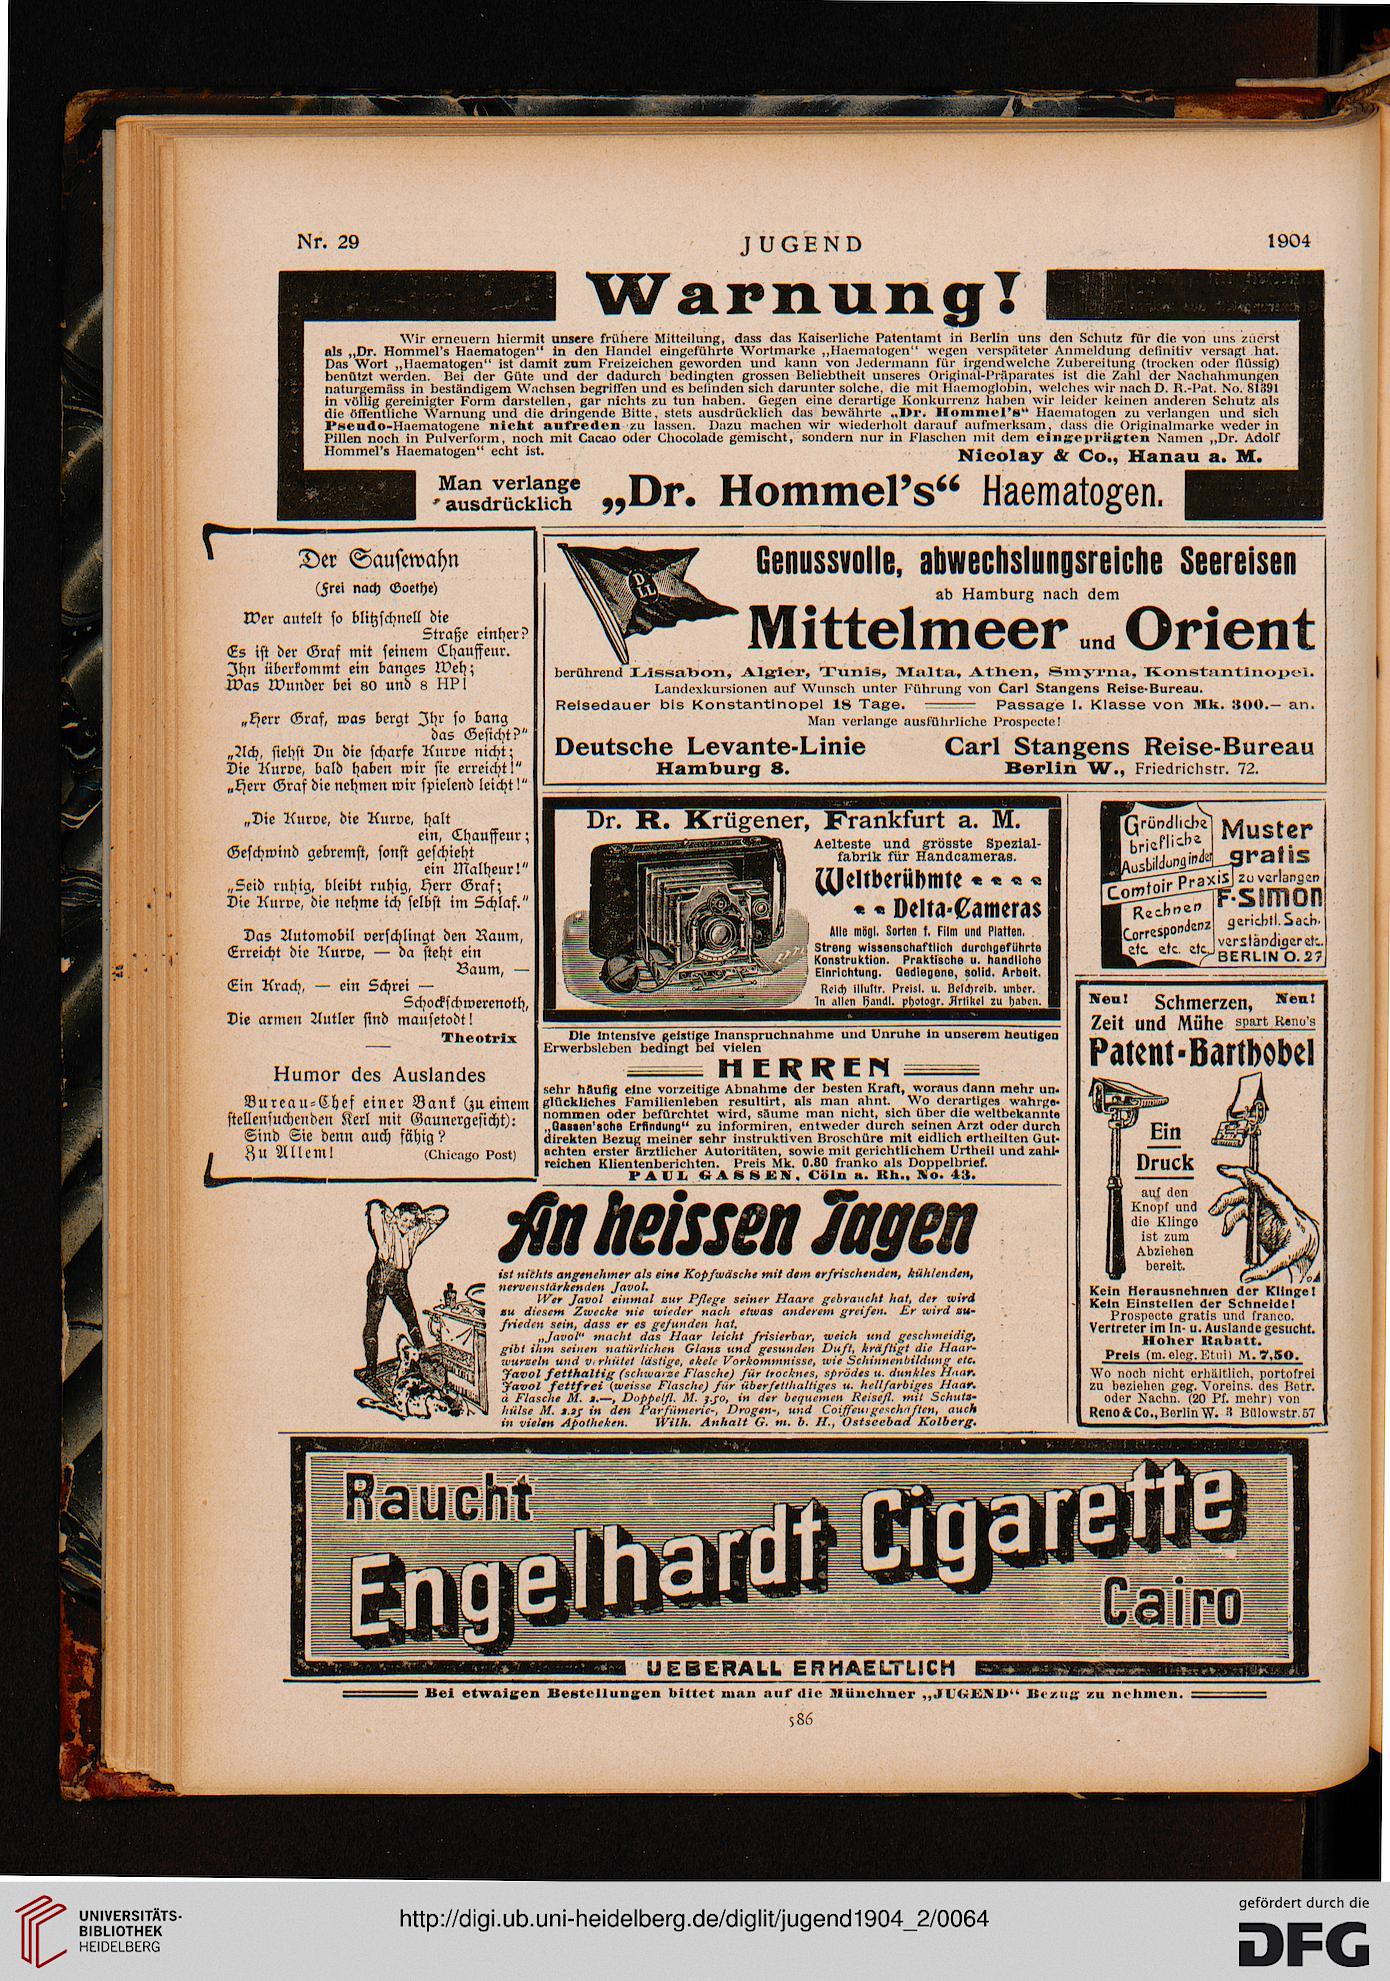 Nr. 29
JUGEND
1904
Warnung!
Wir erneuern hiermit unsere frühere Mitteilung, dass das Kaiserliche Patentamt in Berlin uns den Schutz für die von uns zuerst
als „Dr. Hommel's Haematogen“ in den Handel eingeführte Wortmarke „Haematogen“ wegen verspäteter Anmeldung definitiv versagt hat.
Das Wort „Haematogen“ ist damit zum Freizeichen geworden und kann von Jedermann für irgendwelche Zubereitung (trocken oder flüssig)
benützt werden. Bei der Güte und der dadurch bedingten grossen Beliebtheit unseres Original-Präparates ist die Zahl der Nachahmungen
naturgemäss in beständigem Wachsen begriffen und es befinden sich darunter solche, die mit Haemoglobin, welches wir nach D. R.-Pat. No. 81391
in völlig gereinigter Form darstellen, gar nichts zu tun haben. Gegen eine derartige Konkurrenz haben wir leider keinen anderen Schutz als
die öffentliche Warnung und die dringende Bitte, stets ausdrücklich das bewährte „Dr. Hommel's“ Haematogen zu verlangen und sich
Pseudo-Haematogene nicht aufreden zu lassen. Dazu machen wir wiederholt darauf aufmerksam, dass die Originalmarke weder in
Pillen noch in Pulverform, noch mit Cacao oder Chocolade gemischt, sondern nur in Flaschen mit dem eingeprägten Namen „Dr. Adolf
Hommel's Haematogen“ echt ist.
Nicolay & Co., Hanau a. M.
Man verlange
ausdrücklich
„Dr. Hommel's“ Haematogen.
Der Sausewahn
(Frei nach Goethe)
Wer autelt so blitzschnell die
Straße einher?
Es ist der Graf mit seinem Chauffeur.
Ihn überkommt ein banges Weh;
Was Wunder bei 80 und 8 HP!
„Herr Graf, was bergt Ihr so bang
das Gesicht?“
„Ach, siehst Du die scharfe Kurve nicht;
Die Kurve, bald haben wir sie erreicht!“
„Herr Graf die nehmen wir spielend leicht!“
„Die Kurve, die Kurve, halt
ein, Chauffeur;
Geschwind gebremst, sonst geschieht
ein Malheur!“
„Seid ruhig, bleibt ruhig, Herr Graf;
Die Kurve, die nehme ich selbst im Schlaf.“
Das Automobil verschlingt den Raum,
Erreicht die Kurve, — da steht ein
Baum, —
Ein Krach, — ein Schrei —
Schockschwerenoth,
Die armen Autler sind mausetodt!
Theotrix
Humor des Auslandes
Bureau-Chef einer Bank (zu einem
stellensuchenden Kerl mit Gaunergesicht):
Sind Sie denn auch fähig?
Zu Allem!
(Chicago Post)
D
LL
Genussvolle, abwechslungsreiche Seereisen
ab Hamburg nach dem
Mittelmeer und Orient
berührend Lissabon, Algier, Tunis, Malta, Athen, Smyrna, Konstantinopel.
Landexkursionen auf Wunsch unter Führung von Carl Stangens Reise-Bureau.
Reisedauer bis Konstantinopel 18 Tage. Passage I. Klasse von Mk. 300.— an.
Man verlange ausführliche Prospecte!
Deutsche Levante-Linie
Hamburg 8.
Carl Stangens Reise-Bureau
Berlin W., Friedrichstr. 72.
Dr. R. Krügener, Frankfurt a. M.
Aelteste und grösste Spezial-
fabrik für Handcameras.
Weltberühmte
Delta-Cameras
Alle mögl. Sorten f. Film und Platten.
Streng wissenschaftlich durchgeführte
Konstruktion. Praktische u. handliche
Einrichtung. Gediegene, solid. Arbeit.
Reich illustr. Preisl. u. Beschreib. unber.
In allen Handl. photogr. Artikel zu haben.
Gründliche
briefliche
Ausbildung in der
Comtoir Praxis
Rechnen
Correspondenz
etc. etc. etc.
Muster
gratis
zu verlangen
F. SIMON
gerichtl. Sach-
verständiger etc.
BERLIN O. 27
Die intensive geistige Inanspruchnahme und Unruhe in unserem heutigen
Erwerbsleben bedingt bei vielen
HERREN
sehr häufig eine vorzeitige Abnahme der besten Kraft, woraus dann mehr un-
glückliches Familienleben resultirt, als man ahnt. Wo derartiges wahrge-
nommen oder befürchtet wird, säume man nicht, sich über die weltbekannte
„Gassen'sche Erfindung“ zu informiren, entweder durch seinen Arzt oder durch
direkten Bezug meiner sehr instruktiven Broschüre mit eidlich ertheilten Gut-
achten erster ärztlicher Autoritäten, sowie mit gerichtlichem Urtheil und zahl-
reichen Klientenberichten. Preis Mk. 0.80 franko als Doppelbrief.
PAUL GASSEN, Cöln a. Rh., No. 43.
Neu! Schmerzen, Neu!
Zeit und Mühe spart Reno's
Patent-Barthobel
Ein
Druck
auf den
Knopf und
die Klinge
ist zum
Abziehen
bereit.
Kein Herausnehmen der Klinge!
Kein Einstellen der Schneide!
Prospecte gratis und franco.
Vertreter im In- u. Auslande gesucht.
Hoher Rabatt.
Preis (m. eleg. Etui) M. 7,50.
Wo noch nicht erhältlich, portofrei
zu beziehen geg. Voreins. des Betr.
oder Nachn. (20 Pf. mehr) von
Reno & Co., Berlin W. 3 Bülowstr. 57
An heissen Tagen
ist nichts angenehmer als eine Kopfwäsche mit dem erfrischenden, kühlenden,
nervenstärkenden Javol.
Wer Javol einmal zur Pflege seiner Haare gebraucht hat, der wird
zu diesem Zwecke nie wieder nach etwas anderem greifen. Er wird zu-
frieden sein, dass er es gefunden hat.
„Javol“ macht das Haar leicht frisierbar, weich und geschmeidig,
gibt ihm seinen natürlichen Glanz und gesunden Duft, kräftigt die Haar-
wurzeln und verhütet lästige, ekele Vorkommnisse, wie Schinnenbildung etc.
Javol fetthaltig (schwarze Flasche) für trocknes, sprödes u. dunkles Haar.
Javol fettfrei (weisse Flasche) für überfetthaltiges u. hellfarbiges Haar.
à Flasche M. 2.—, Doppelfl. M. 3.50, in der bequemen Reisefl. mit Schutz-
hülse M. 2.25 in den Parfümerie-, Drogen-, und Coiffeurgeschäften, auch
in vielen Apotheken. Wilh. Anhalt G. m. b. H., Ostseebad Kolberg.
Raucht
Engelhardt Cigarette
Cairo
UEBERALL ERHAELTLICH
Bei etwaigen Bestellungen bittet man auf die Münchner „JUGEND“ Bezug zu nehmen.
586
UNIVERSITÄTS-
BIBLIOTHEK
HEIDELBERG
http://digi.ub.uni-heidelberg.de/diglit/jugend1904_2/0064
gefördert durch die
DFG